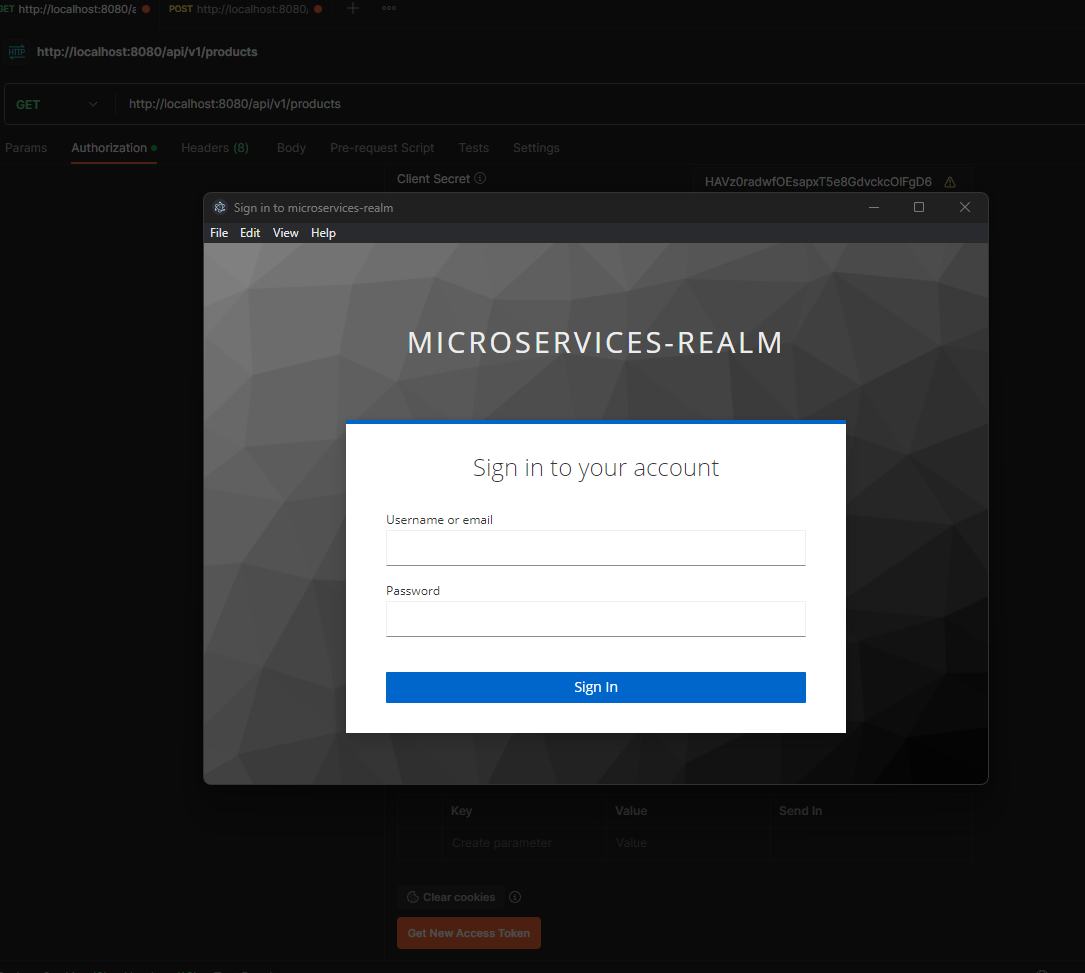 GET http://localhost:8080/a
POST http://localhost:8080/
HTTP http://localhost:8080/api/v1/products
GET http://localhost:8080/api/v1/products
Params Authorization Headers (8) Body Pre-request Script Tests Settings
Client Secret HAVz0radwfOEsapxT5e8GdvckcOIFgD6
Sign in to microservices-realm
File Edit View Help
MICROSERVICES-REALM
Sign in to your account
Username or email
Password
Sign In
Key Value Send In
Create parameter Value
Clear cookies
Get New Access Token